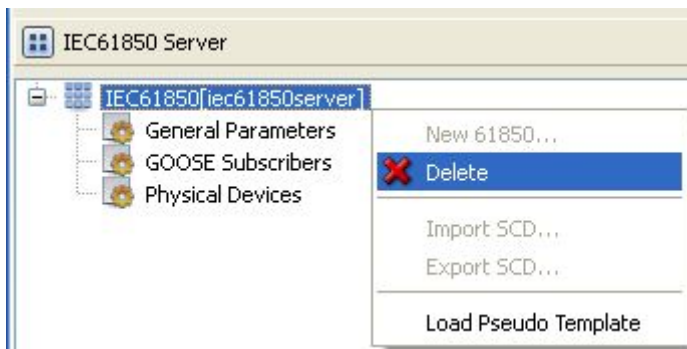 IEC61850 Server
IEC61850[iec61850server]
General Parameters
GOOSE Subscribers
Physical Devices
New 61850...
Delete
Import SCD...
Export SCD...
Load Pseudo Template